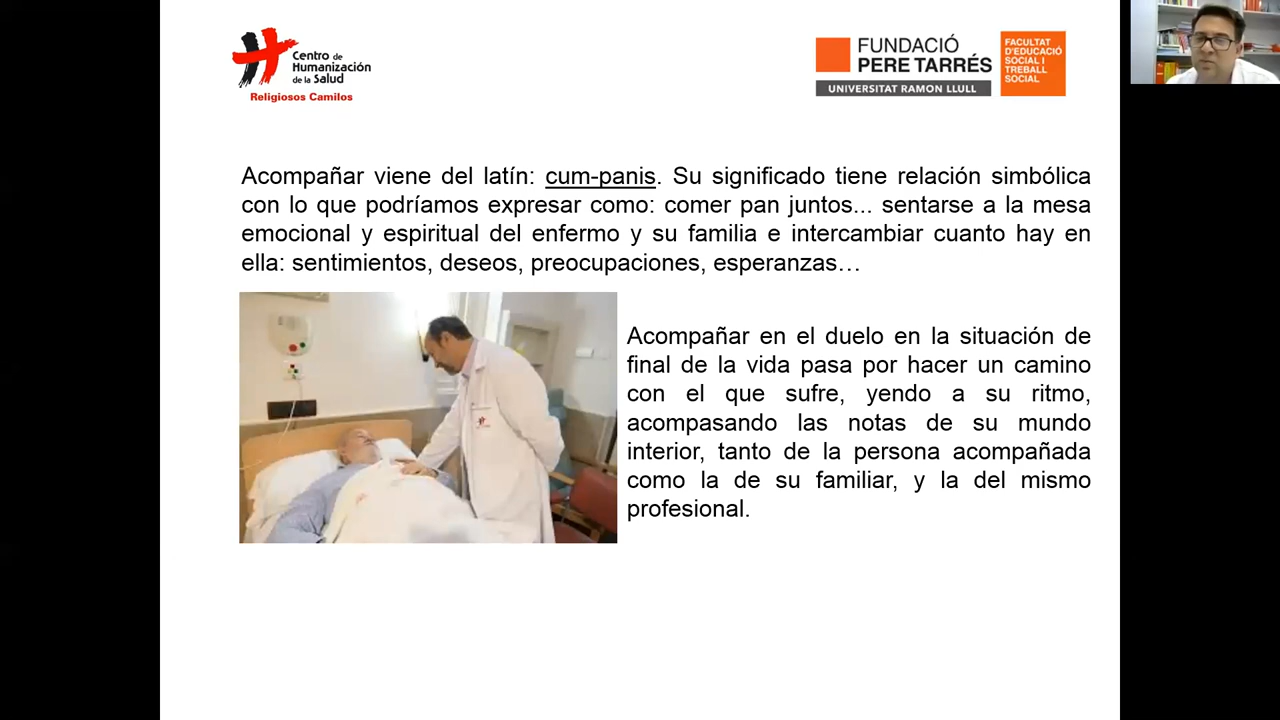 Centro de
Humanización
de la Salud
Religiosos Camilos
FUNDACIÓ
PERE TARRÉS
UNIVERSITAT RAMON LLULL
FACULTAT
D'EDUCACIÓ
SOCIAL I
TREBALL
SOCIAL
Acompañar viene del latín: cum-panis. Su significado tiene relación simbólica
con lo que podríamos expresar como: comer pan juntos... sentarse a la mesa
emocional y espiritual del enfermo y su familia e intercambiar cuanto hay en
ella: sentimientos, deseos, preocupaciones, esperanzas…
Acompañar en el duelo en la situación de
final de la vida pasa por hacer un camino
con el que sufre, yendo a su ritmo,
acompasando las notas de su mundo
interior, tanto de la persona acompañada
como la de su familiar, y la del mismo
profesional.